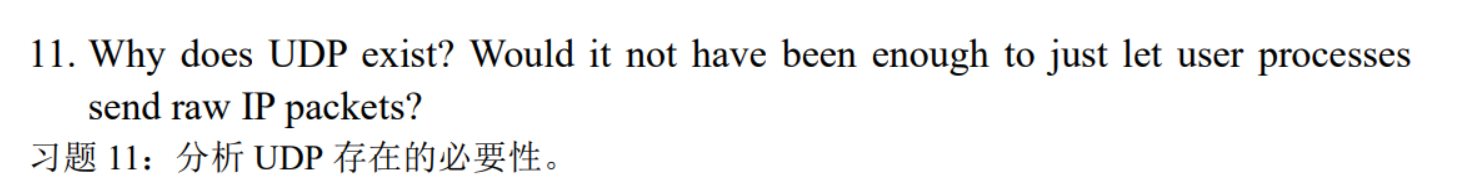 11. Why does UDP exist? Would it not have been enough to just let user processes
send raw IP packets?
习题 11：分析 UDP 存在的必要性。